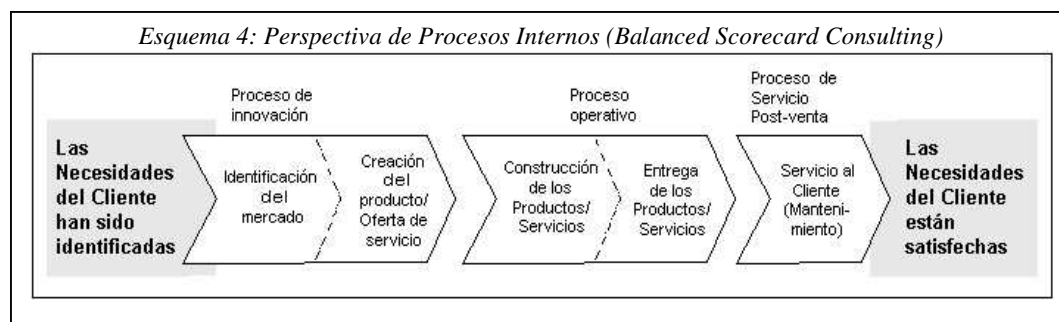 Esquema 4: Perspectiva de Procesos Internos (Balanced Scorecard Consulting)
Proceso de
innovación
Proceso
operativo
Proceso de
Servicio
Post-venta
Las
Necesidades
del Cliente
han sido
identificadas
Identificación
del
mercado
Creación
del
producto/
Oferta de
servicio
Construcción
de los
Productos/
Servicios
Entrega
de los
Productos/
Servicios
Servicio al
Cliente
(Manteni-
miento)
Las
Necesidades
del Cliente
están
satisfechas